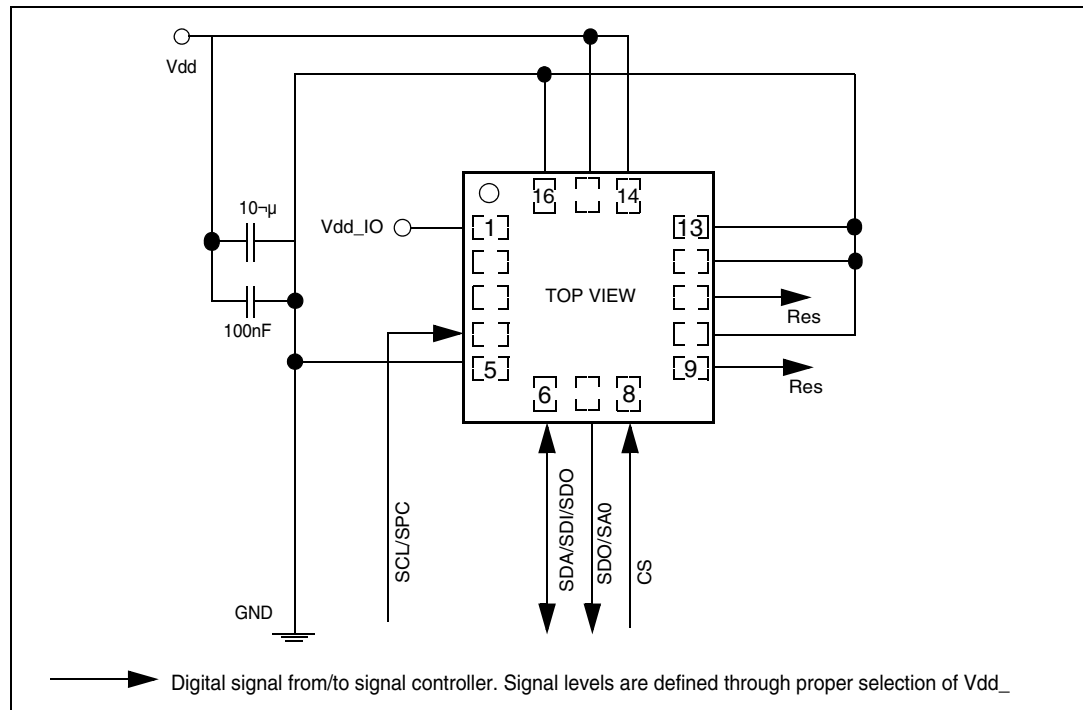 Vdd
16
14
10¬µ
Vdd_IO
1
13
TOP VIEW
Res
100nF
5
9
Res
6
8
SCL/SPC
SDA/SDI/SDO
SDO/SA0
CS
GND
Digital signal from/to signal controller. Signal levels are defined through proper selection of Vdd_